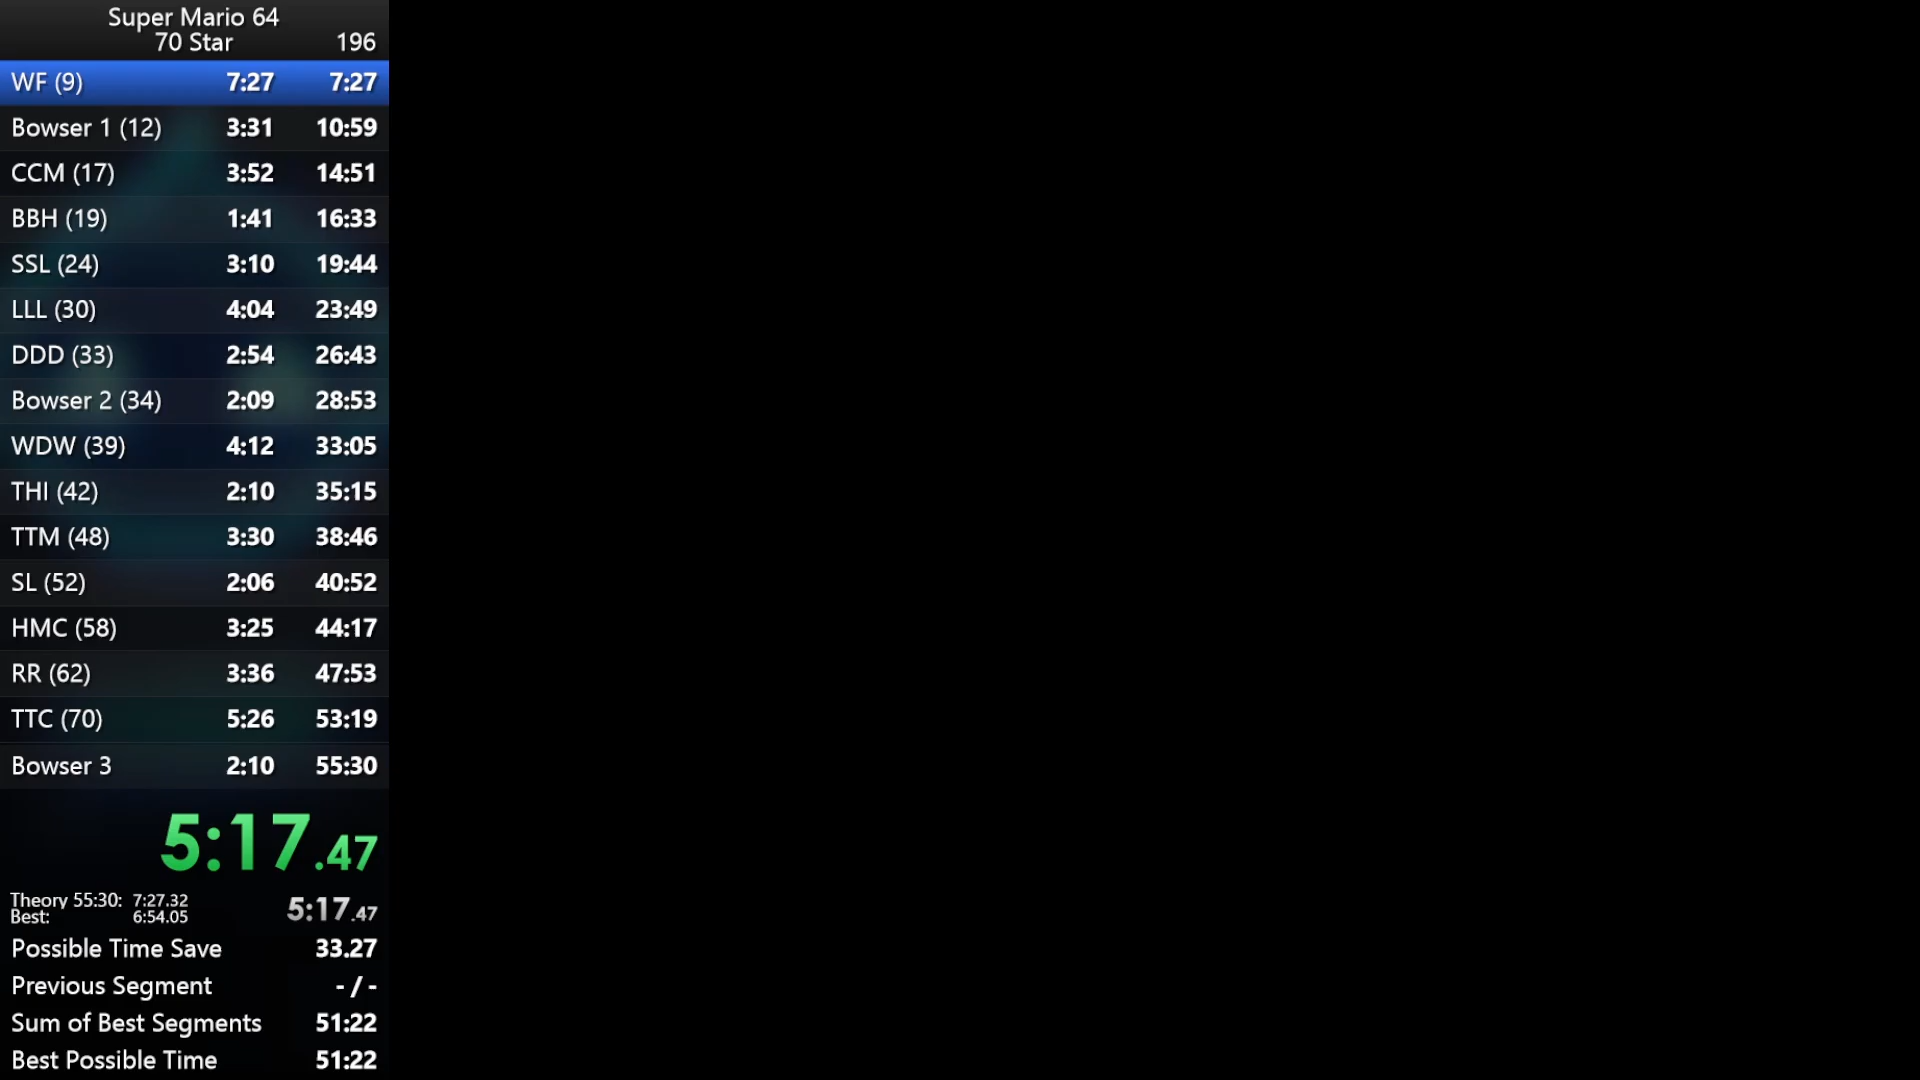 Super Mario 64
70 Star 196
WF (9) 7:27 7:27
Bowser 1 (12) 3:31 10:59
CCM (17) 3:52 14:51
BBH (19) 1:41 16:33
SSL (24) 3:10 19:44
LLL (30) 4:04 23:49
DDD (33) 2:54 26:43
Bowser 2 (34) 2:09 28:53
WDW (39) 4:12 33:05
THI (42) 2:10 35:15
TTM (48) 3:30 38:46
SL (52) 2:06 40:52
HMC (58) 3:25 44:17
RR (62) 3:36 47:53
TTC (70) 5:26 53:19
Bowser 3 2:10 55:30
5:17.47
Theory 55:30: 7:27.32
Best: 6:54.05
5:17.47
Possible Time Save 33.27
Previous Segment - / -
Sum of Best Segments 51:22
Best Possible Time 51:22